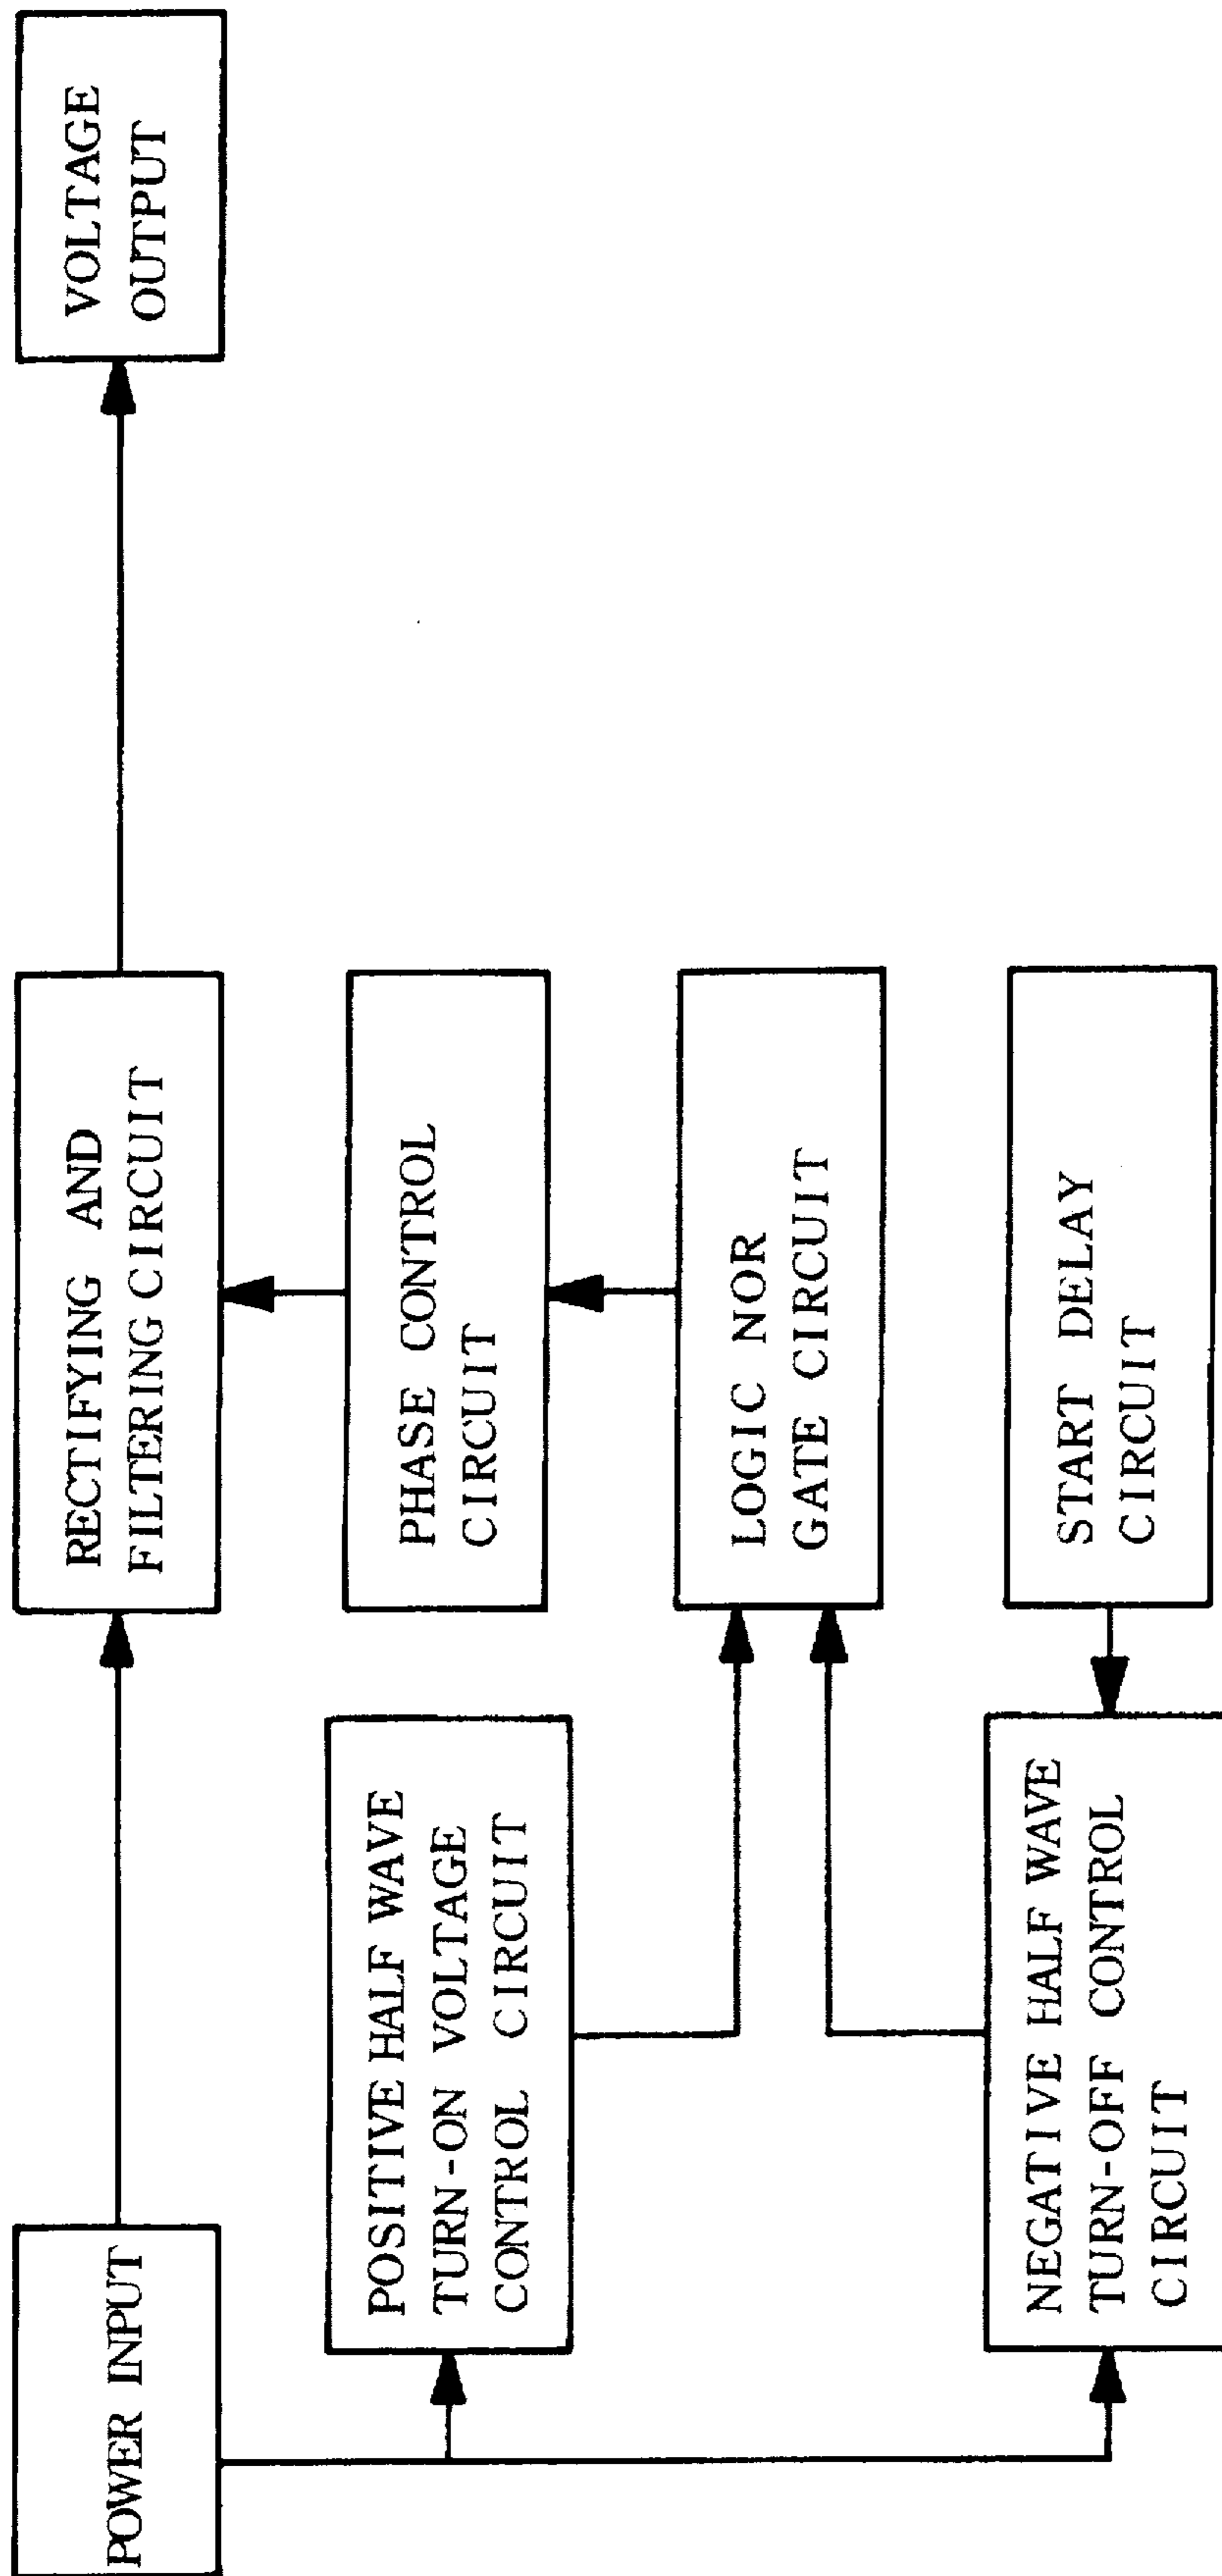 POWER INPUT
RECTIFYING AND
FILTERING CIRCUIT
VOLTAGE
OUTPUT
POSITIVE HALF WAVE
TURN-ON VOLTAGE
CONTROL CIRCUIT
PHASE CONTROL
CIRCUIT
LOGIC NOR
GATE CIRCUIT
NEGATIVE HALF WAVE
TURN-OFF CONTROL
CIRCUIT
START DELAY
CIRCUIT